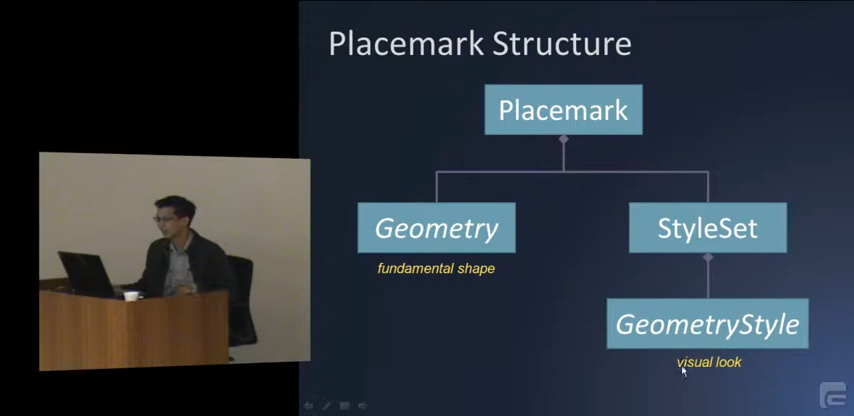 Placemark Structure
Placemark
Geometry
StyleSet
fundamental shape
GeometryStyle
visual look